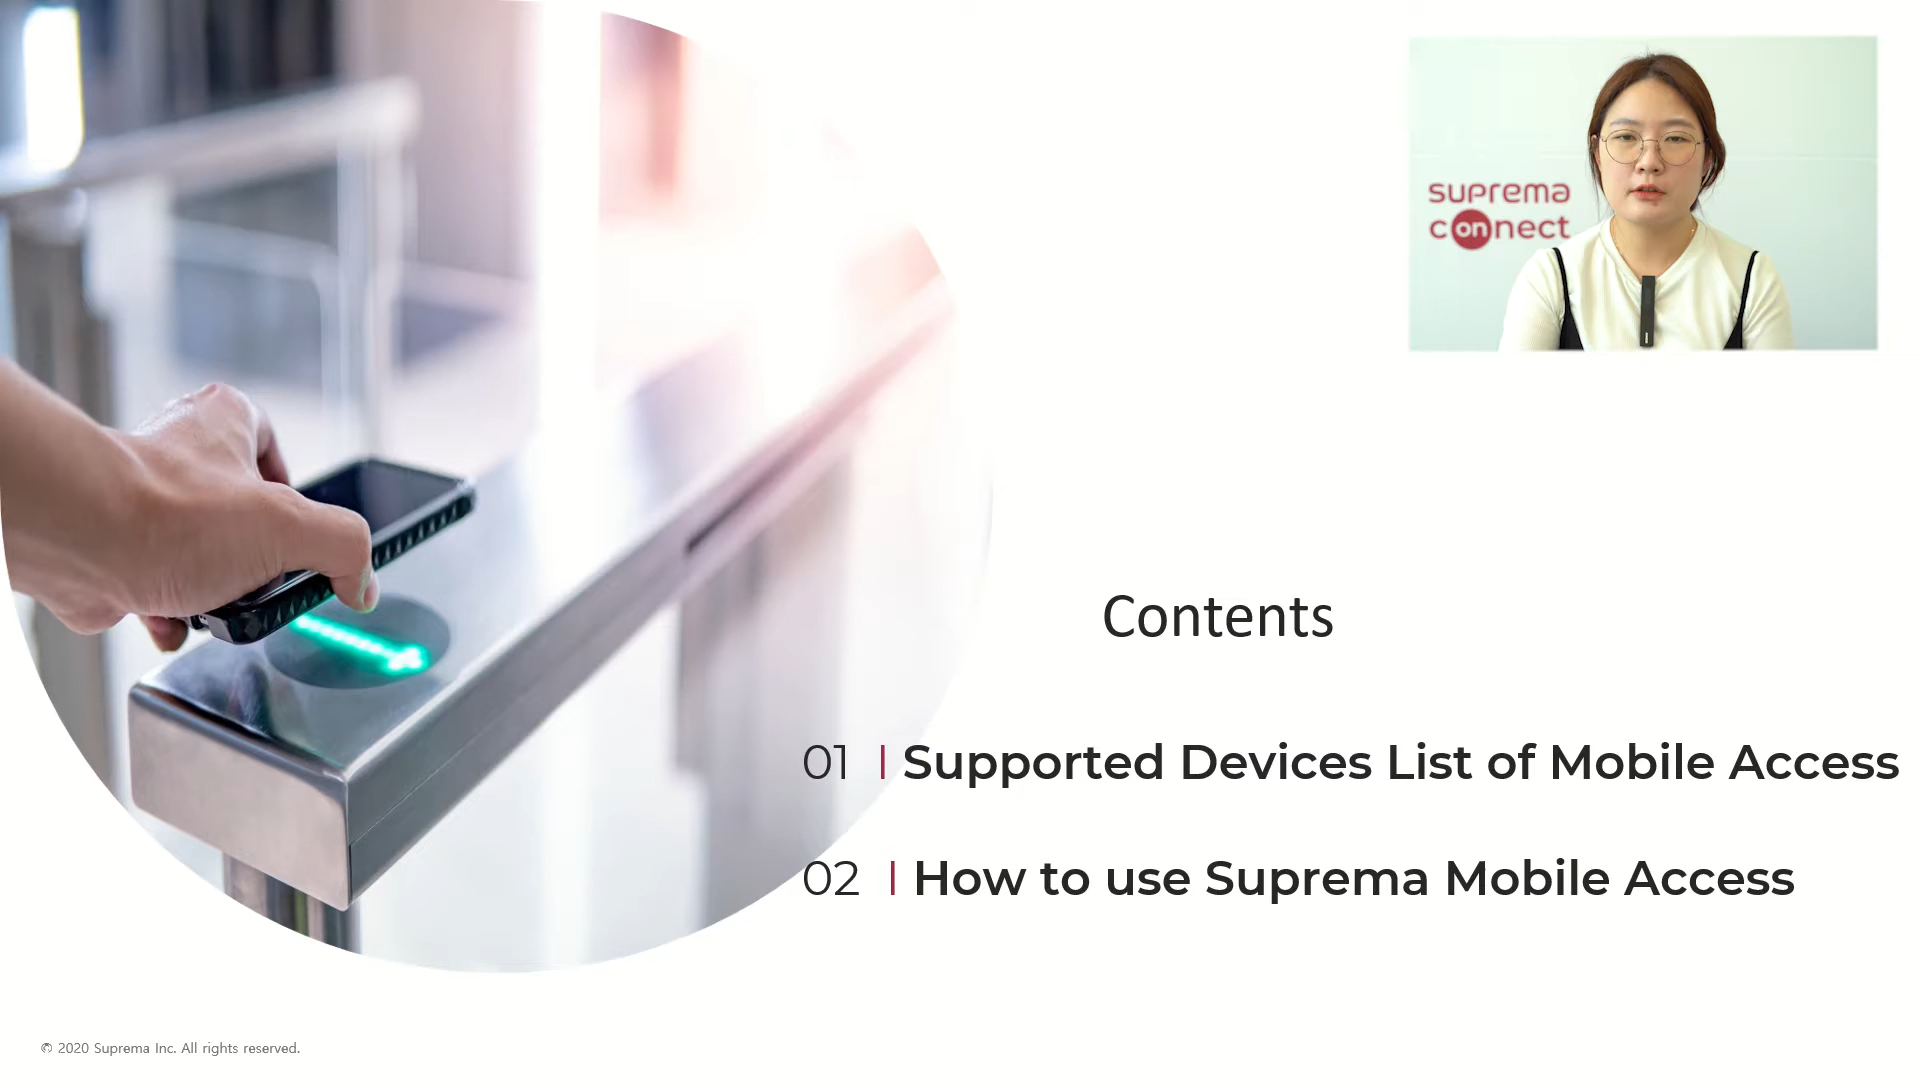 suprema
connect
Contents
01 | Supported Devices List of Mobile Access
02 | How to use Suprema Mobile Access
© 2020 Suprema Inc. All rights reserved.